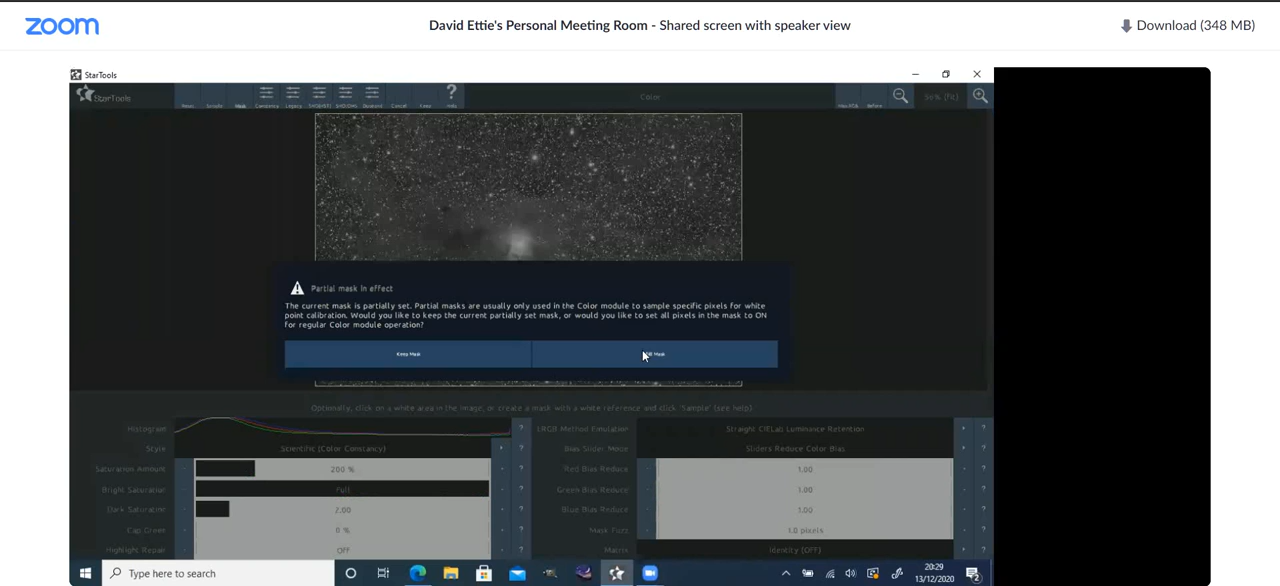 zoom
David Ettie's Personal Meeting Room - Shared screen with speaker view
Download (348 MB)
StarTools
StarTools
Color
56% (Fit)
Partial mask in effect
The current mask is partially set. Partial masks are usually only used in the Color module to sample specific pixels for white
point calibration. Would you like to keep the current partially set mask, or would you like to set all pixels in the mask to ON
for regular Color module operation?
Keep Mask
Mask
Optionally, click on a white area in the image, or create a mask with a white reference and click 'Sample' (see help)
Histogram ?
LRGB Method Emulation Straight CIELab Luminance Retention ?
Style Scientific (Color Constancy) ?
Bias Slider Mode Sliders Reduce Color Bias ?
Saturation Amount 200 % ?
Red Bias Reduce 1.00 ?
Bright Saturation Full ?
Green Bias Reduce 1.00 ?
Dark Saturation 2.00 ?
Blue Bias Reduce 1.00 ?
Cap Green 0 % ?
Mask Fuzz 1.0 pixels ?
Highlight Repair Off ?
Matrix Identity (OFF) ?
Type here to search
20:29
13/12/2020
2